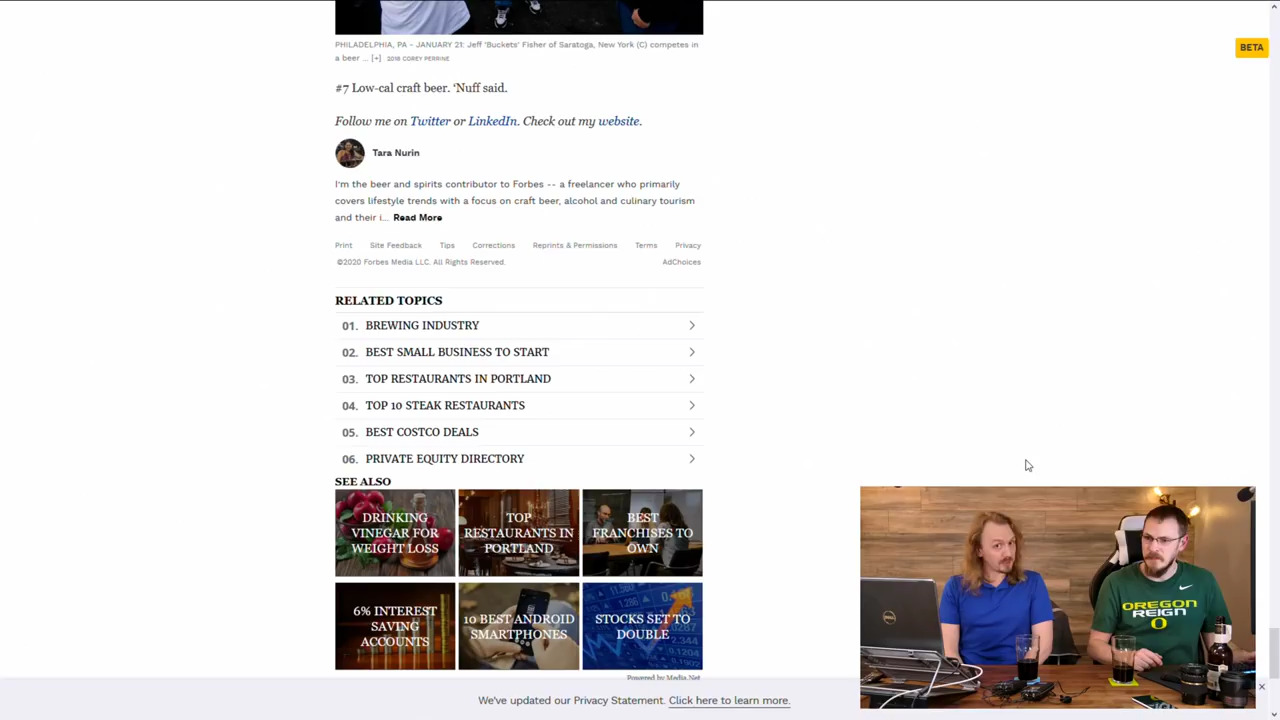 PHILADELPHIA, PA - JANUARY 21: Jeff 'Buckets' Fisher of Saratoga, New York (C) competes in
a beer ... [+] 2018 COREY PERRINE
BETA
#7 Low-cal craft beer. ‘Nuff said.
Follow me on Twitter or LinkedIn. Check out my website.
Tara Nurin
I'm the beer and spirits contributor to Forbes -- a freelancer who primarily
covers lifestyle trends with a focus on craft beer, alcohol and culinary tourism
and their i... Read More
Print Site Feedback Tips Corrections Reprints & Permissions Terms Privacy
©2020 Forbes Media LLC. All Rights Reserved. AdChoices
RELATED TOPICS
01. BREWING INDUSTRY
02. BEST SMALL BUSINESS TO START
03. TOP RESTAURANTS IN PORTLAND
04. TOP 10 STEAK RESTAURANTS
05. BEST COSTCO DEALS
06. PRIVATE EQUITY DIRECTORY
SEE ALSO
DRINKING
VINEGAR FOR
WEIGHT LOSS
TOP
RESTAURANTS IN
PORTLAND
BEST
FRANCHISES TO
OWN
6% INTEREST
SAVING
ACCOUNTS
10 BEST ANDROID
SMARTPHONES
STOCKS SET TO
DOUBLE
Powered by Media.Net
We've updated our Privacy Statement. Click here to learn more.
DELL
OREGON
REIGN
O